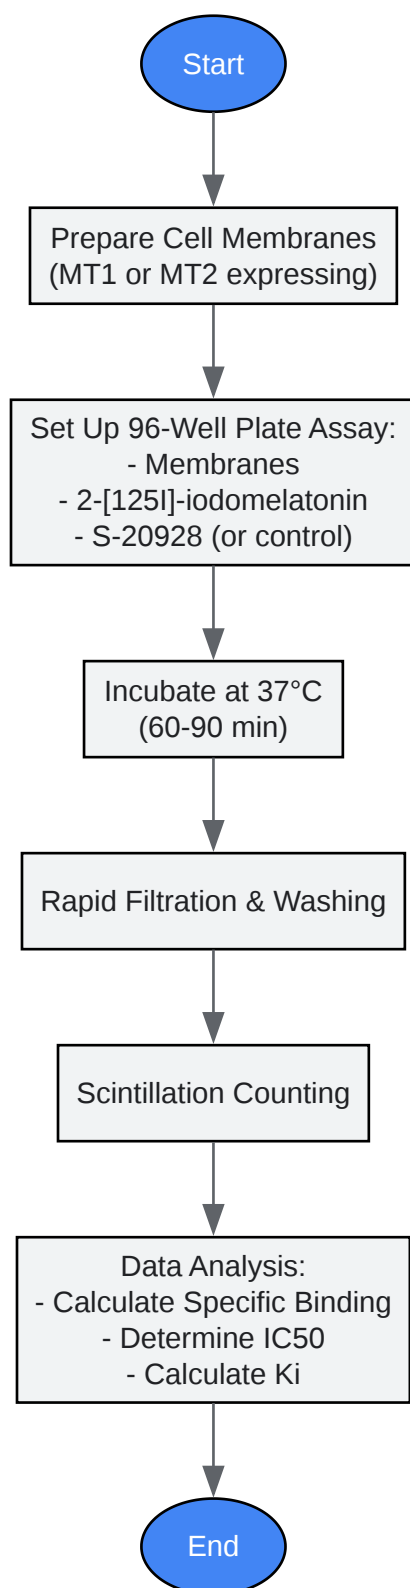 Start
Prepare Cell Membranes
(MT1 or MT2 expressing)
Set Up 96-Well Plate Assay:
- Membranes
- 2-[125I]-iodomelatonin
- S-20928 (or control)
Incubate at 37°C
(60-90 min)
Rapid Filtration & Washing
Scintillation Counting
Data Analysis:
- Calculate Specific Binding
- Determine IC50
- Calculate Ki
End